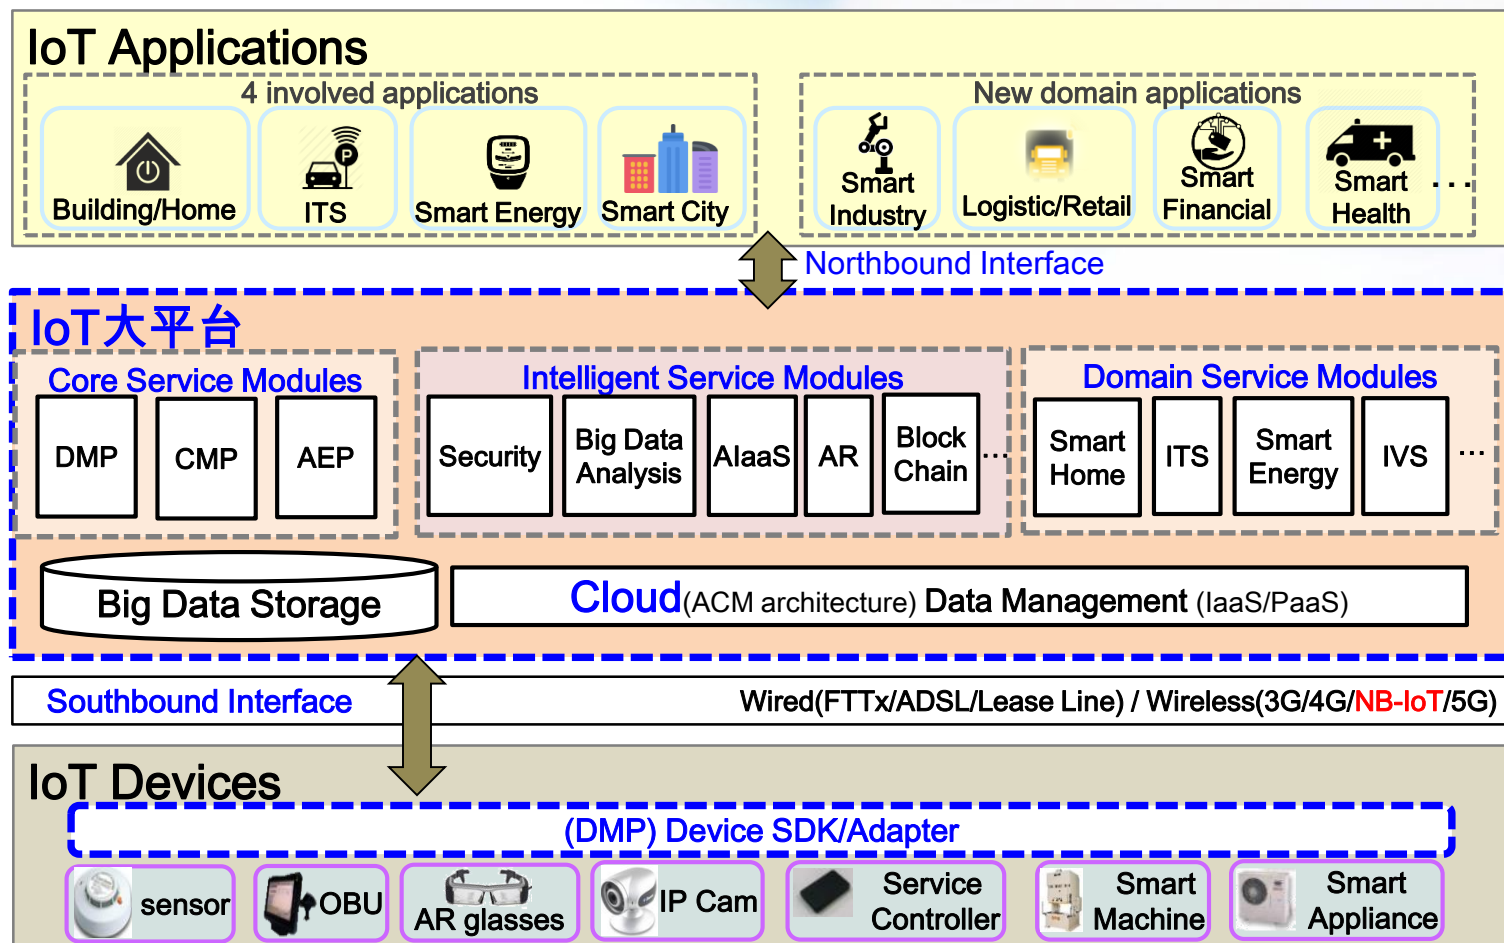 IoT Applications
4 involved applications
New domain applications
Building/Home
ITS
Smart Energy
Smart City
Smart
Industry
Logistic/Retail
Smart
Financial
Smart
Health
...
Northbound Interface
IoT大平台
Core Service Modules
DMP
CMP
AEP
Intelligent Service Modules
Security
Big Data
Analysis
AIaaS
AR
Block
Chain
...
Domain Service Modules
Smart
Home
ITS
Smart
Energy
IVS
...
Big Data Storage
Cloud(ACM architecture) Data Management (IaaS/PaaS)
Southbound Interface
Wired(FTTx/ADSL/Lease Line) / Wireless(3G/4G/NB-IoT/5G)
IoT Devices
(DMP) Device SDK/Adapter
sensor
OBU
AR glasses
IP Cam
Service
Controller
Smart
Machine
Smart
Appliance